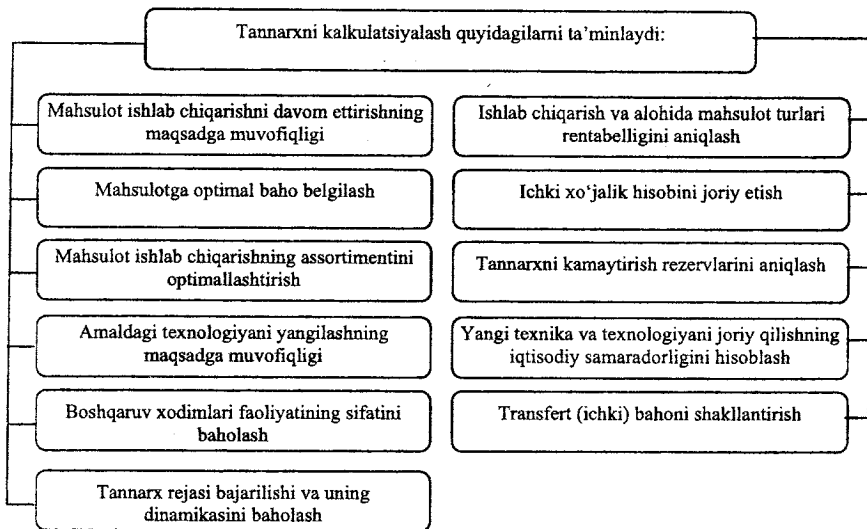 Tannarxni kalkulatsiyalash quyidagilarni ta’minlaydi:
Mahsulot ishlab chiqarishni davom ettirishning
maqsadga muvofiqligi
Mahsulotga optimal baho belgilash
Mahsulot ishlab chiqarishning assortimentini
optimallashtirish
Amaldagi texnologiyani yangilashning
maqsadga muvofiqligi
Boshqaruv xodimlari faoliyatining sifatini
baholash
Tannarx rejasi bajarilishi va uning
dinamikasini baholash
Ishlab chiqarish va alohida mahsulot turlari
rentabelligini aniqlash
Ichki xo‘jalik hisobini joriy etish
Tannarxni kamaytirish rezervlarini aniqlash
Yangi texnika va texnologiyani joriy qilishning
iqtisodiy samaradorligini hisoblash
Transfert (ichki) bahoni shakllantirish